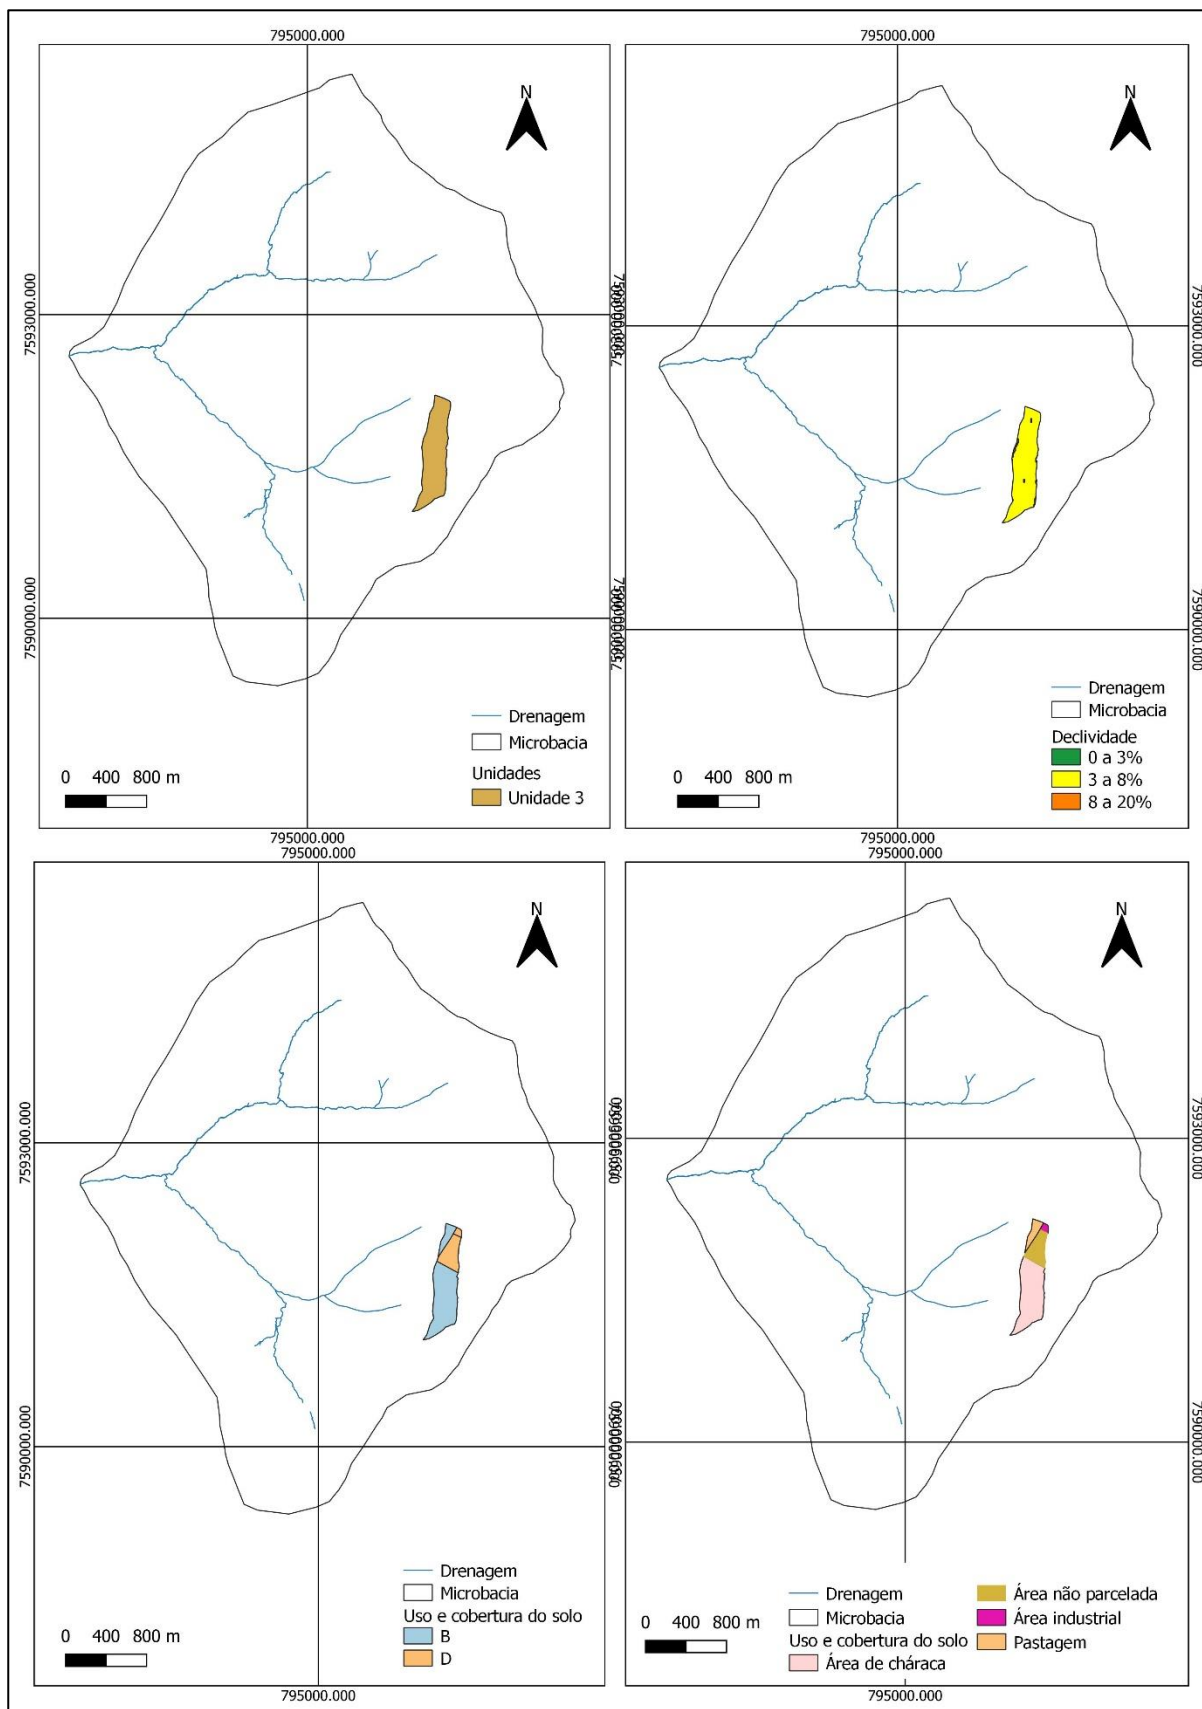 795000.000
N
7593000.000
7590000.000
Drenagem
Microbacia
Unidades
Unidade 3
0 400 800 m
795000.000
795000.000
N
7593000.000
7593000.000
7590000.000
7590000.000
Drenagem
Microbacia
Declividade
0 a 3%
3 a 8%
8 a 20%
0 400 800 m
795000.000
795000.000
N
7593000.000
7590000.000
Drenagem
Microbacia
Uso e cobertura do solo
B
D
0 400 800 m
795000.000
795000.000
N
7593000.000
7590000.000
Drenagem
Microbacia
Uso e cobertura do solo
Área de cháraca
Área não parcelada
Área industrial
Pastagem
0 400 800 m
795000.000